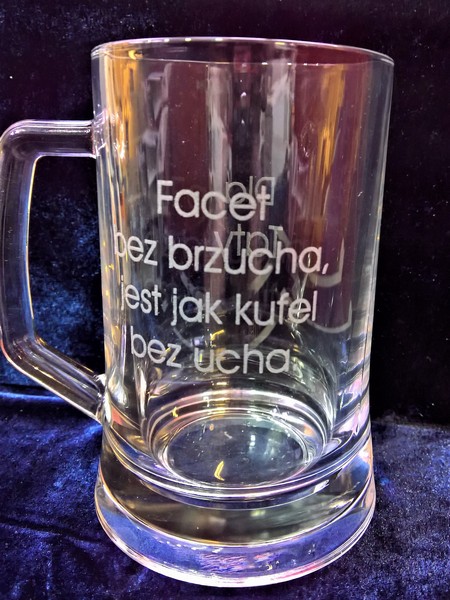 Facet
bez brzucha,
jest jak kufel
bez ucha